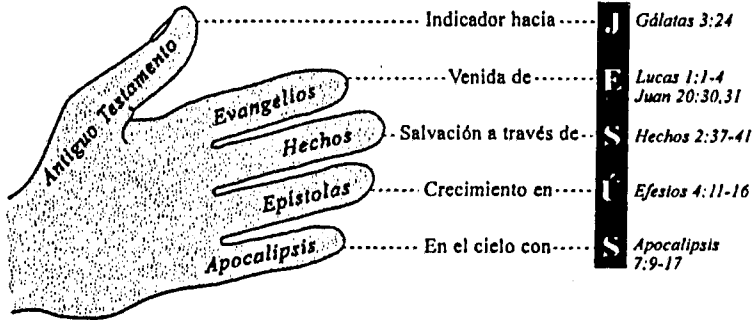 Antiguo Testamento
Indicador hacia
J
Gálatas 3:24
Evangelios
Venida de
E
Lucas 1:1-4
Juan 20:30,31
Hechos
Salvación a través de
S
Hechos 2:37-41
Epístolas
Crecimiento en
Ú
Efesios 4:11-16
Apocalipsis
En el cielo con
S
Apocalipsis
7:9-17